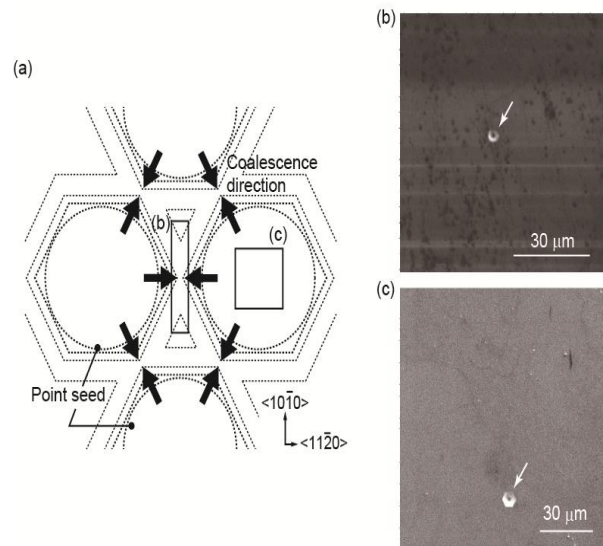 (a)
Coalescence
direction
(b)
(c)
Point seed
<101̄0>
<112̄0>
(b)
30 μm
(c)
30 μm